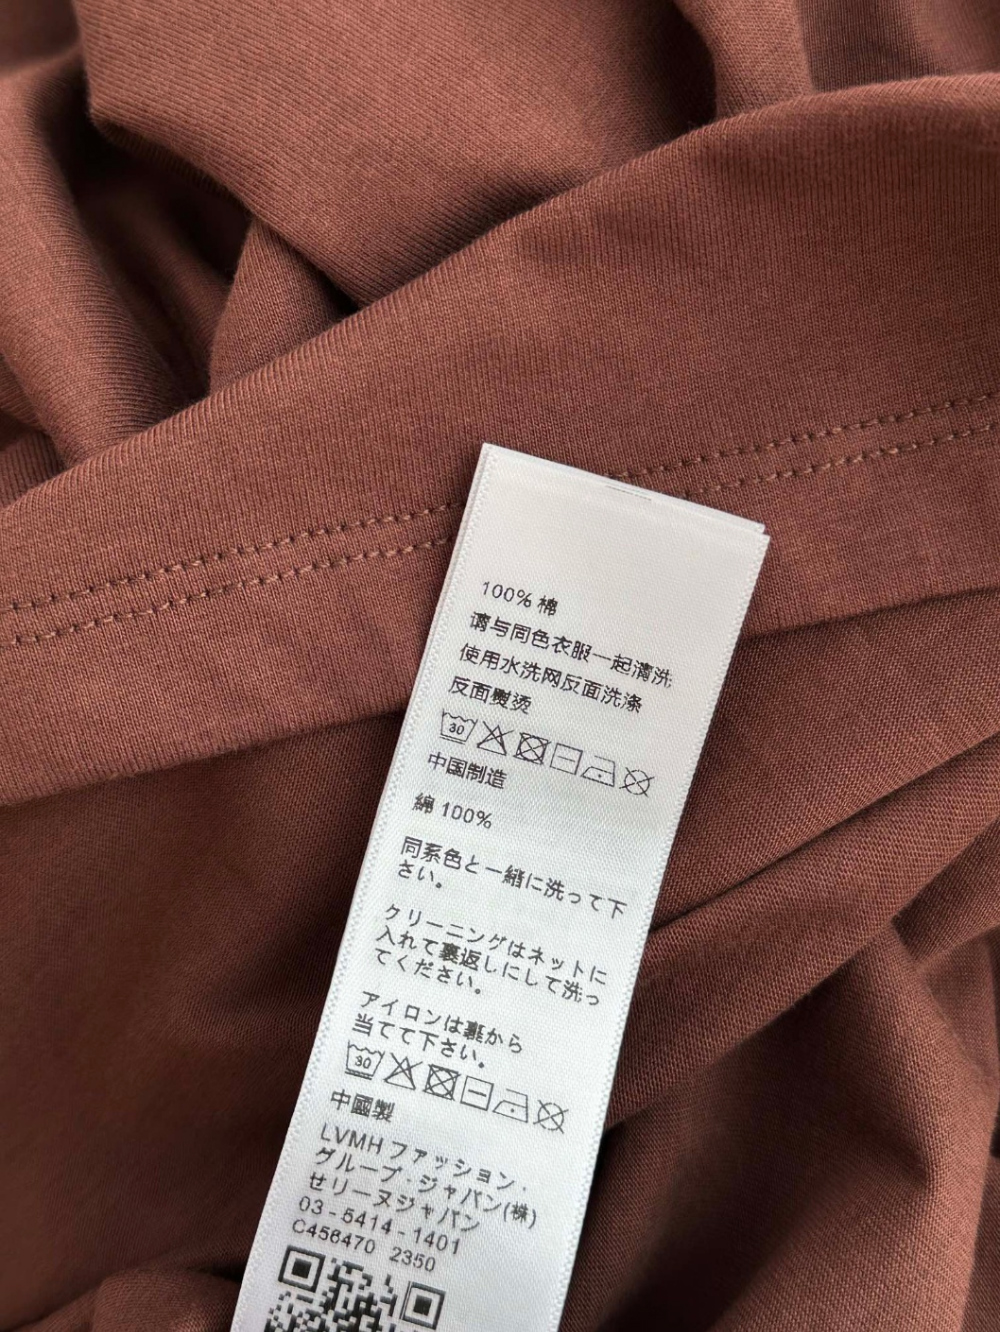 100% 棉
请与同色衣服一起清洗
使用水洗网反面洗涤
反面熨烫
30
中国制造
綿 100%
同系色と一緒に洗って下
さい。
クリーニングはネットに
入れて裏返しにして洗っ
てください。
アイロンは裏から
当てて下さい。
30
中國製
LVMH ファッション.
グループ.ジャパン(株)
せリーヌジャパン
03-5414-1401
C456470 2350